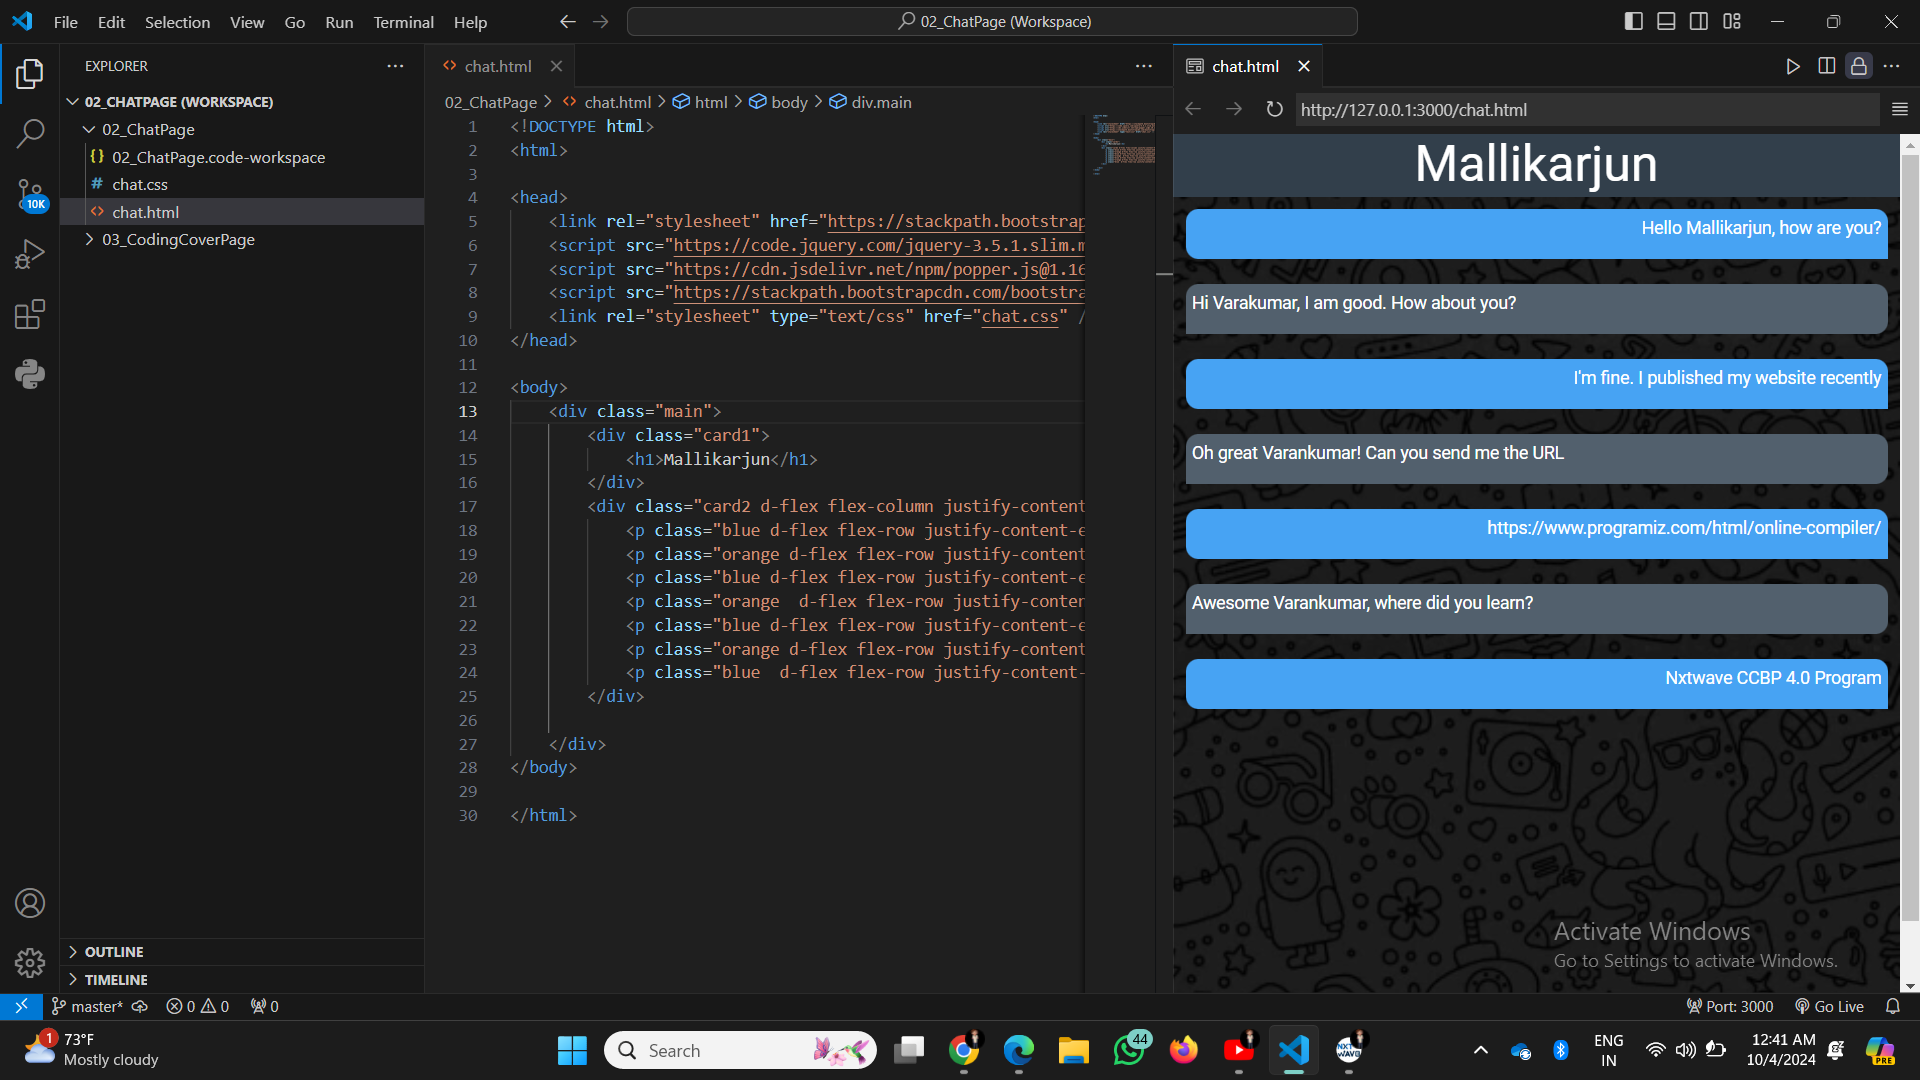 File Edit Selection View Go Run Terminal Help
02_ChatPage (Workspace)
EXPLORER
02_CHATPAGE (WORKSPACE)
02_ChatPage
{} 02_ChatPage.code-workspace
# chat.css
<> chat.html
03_CodingCoverPage
OUTLINE
TIMELINE
10K
<> chat.html
02_ChatPage > <> chat.html > html > body > div.main
1 <!DOCTYPE html>
2 <html>
3
4 <head>
5 <link rel="stylesheet" href="https://stackpath.bootstrap
6 <script src="https://code.jquery.com/jquery-3.5.1.slim.m
7 <script src="https://cdn.jsdelivr.net/npm/popper.js@1.16
8 <script src="https://stackpath.bootstrapcdn.com/bootstra
9 <link rel="stylesheet" type="text/css" href="chat.css" /
10 </head>
11
12 <body>
13 <div class="main">
14 <div class="card1">
15 <h1>Mallikarjun</h1>
16 </div>
17 <div class="card2 d-flex flex-column justify-content
18 <p class="blue d-flex flex-row justify-content-e
19 <p class="orange d-flex flex-row justify-content
20 <p class="blue d-flex flex-row justify-content-e
21 <p class="orange  d-flex flex-row justify-conten
22 <p class="blue d-flex flex-row justify-content-e
23 <p class="orange d-flex flex-row justify-content
24 <p class="blue  d-flex flex-row justify-content-
25 </div>
26
27 </div>
28 </body>
29
30 </html>
chat.html
http://127.0.0.1:3000/chat.html
Mallikarjun
Hello Mallikarjun, how are you?
Hi Varakumar, I am good. How about you?
I'm fine. I published my website recently
Oh great Varankumar! Can you send me the URL
https://www.programiz.com/html/online-compiler/
Awesome Varankumar, where did you learn?
Nxtwave CCBP 4.0 Program
Activate Windows
Go to Settings to activate Windows.
master* 0 0 0
Port: 3000 Go Live
1
73°F
Mostly cloudy
Search
44
NXT
WAVE
PRE
ENG
IN
12:41 AM
10/4/2024